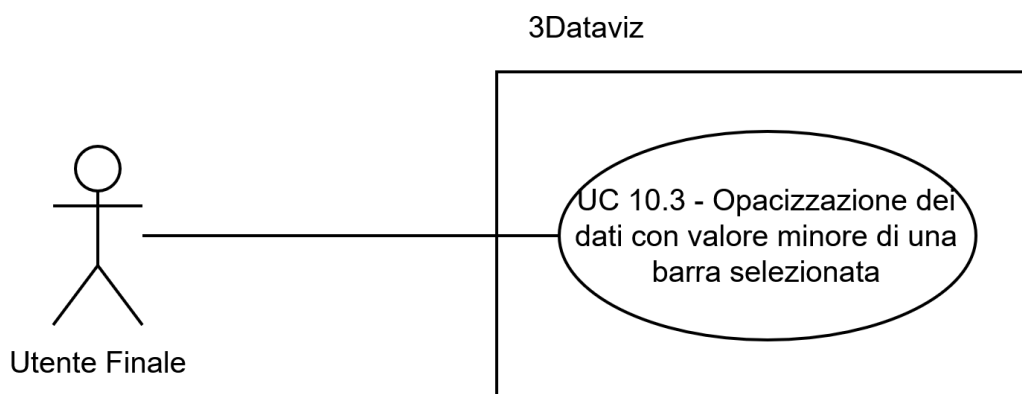 3Dataviz
UC 10.3 - Opacizzazione dei
dati con valore minore di una
barra selezionata
Utente Finale